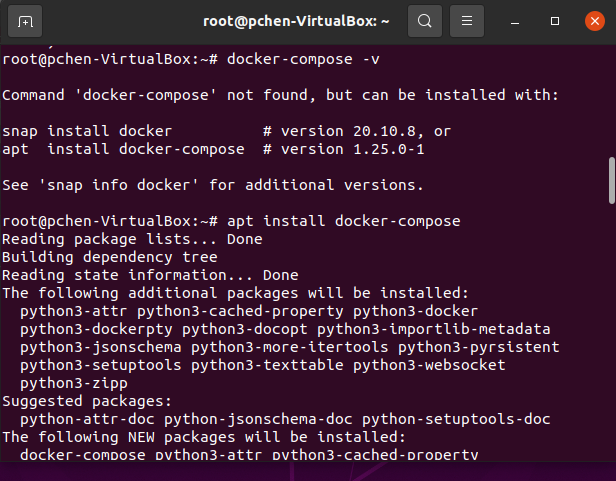 root@pchen-VirtualBox: ~
root@pchen-VirtualBox:~# docker-compose -v
Command 'docker-compose' not found, but can be installed with:
snap install docker          # version 20.10.8, or
apt  install docker-compose  # version 1.25.0-1
See 'snap info docker' for additional versions.
root@pchen-VirtualBox:~# apt install docker-compose
Reading package lists... Done
Building dependency tree
Reading state information... Done
The following additional packages will be installed:
  python3-attr python3-cached-property python3-docker
  python3-dockerpty python3-docopt python3-importlib-metadata
  python3-jsonschema python3-more-itertools python3-pyrsistent
  python3-setuptools python3-texttable python3-websocket
  python3-zipp
Suggested packages:
  python-attr-doc python-jsonschema-doc python-setuptools-doc
The following NEW packages will be installed:
  docker-compose python3-attr python3-cached-property